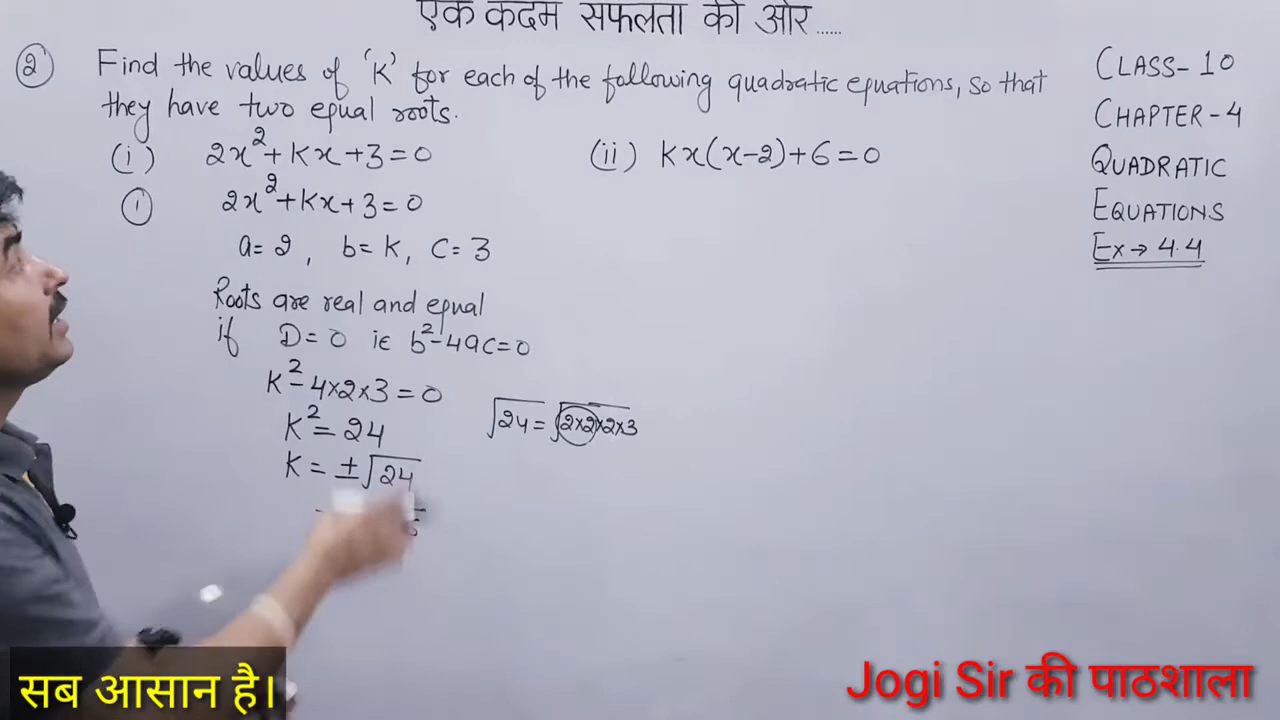 एक कदम सफलता की ओर ......
② Find the values of 'K' for each of the following quadratic equations, so that
they have two equal roots.
(i) 2x²+Kx+3=0
(ii) Kx(x-2)+6=0
① 2x²+Kx+3=0
a=2, b=K, C=3
Roots are real and equal
if D=0 ie b²-4ac=0
K²-4×2×3=0
K²=24
√24=√2×2×2×3
K=±√24
CLASS-10
CHAPTER-4
QUADRATIC
EQUATIONS
Ex→4.4
सब आसान है।
Jogi Sir की पाठशाला